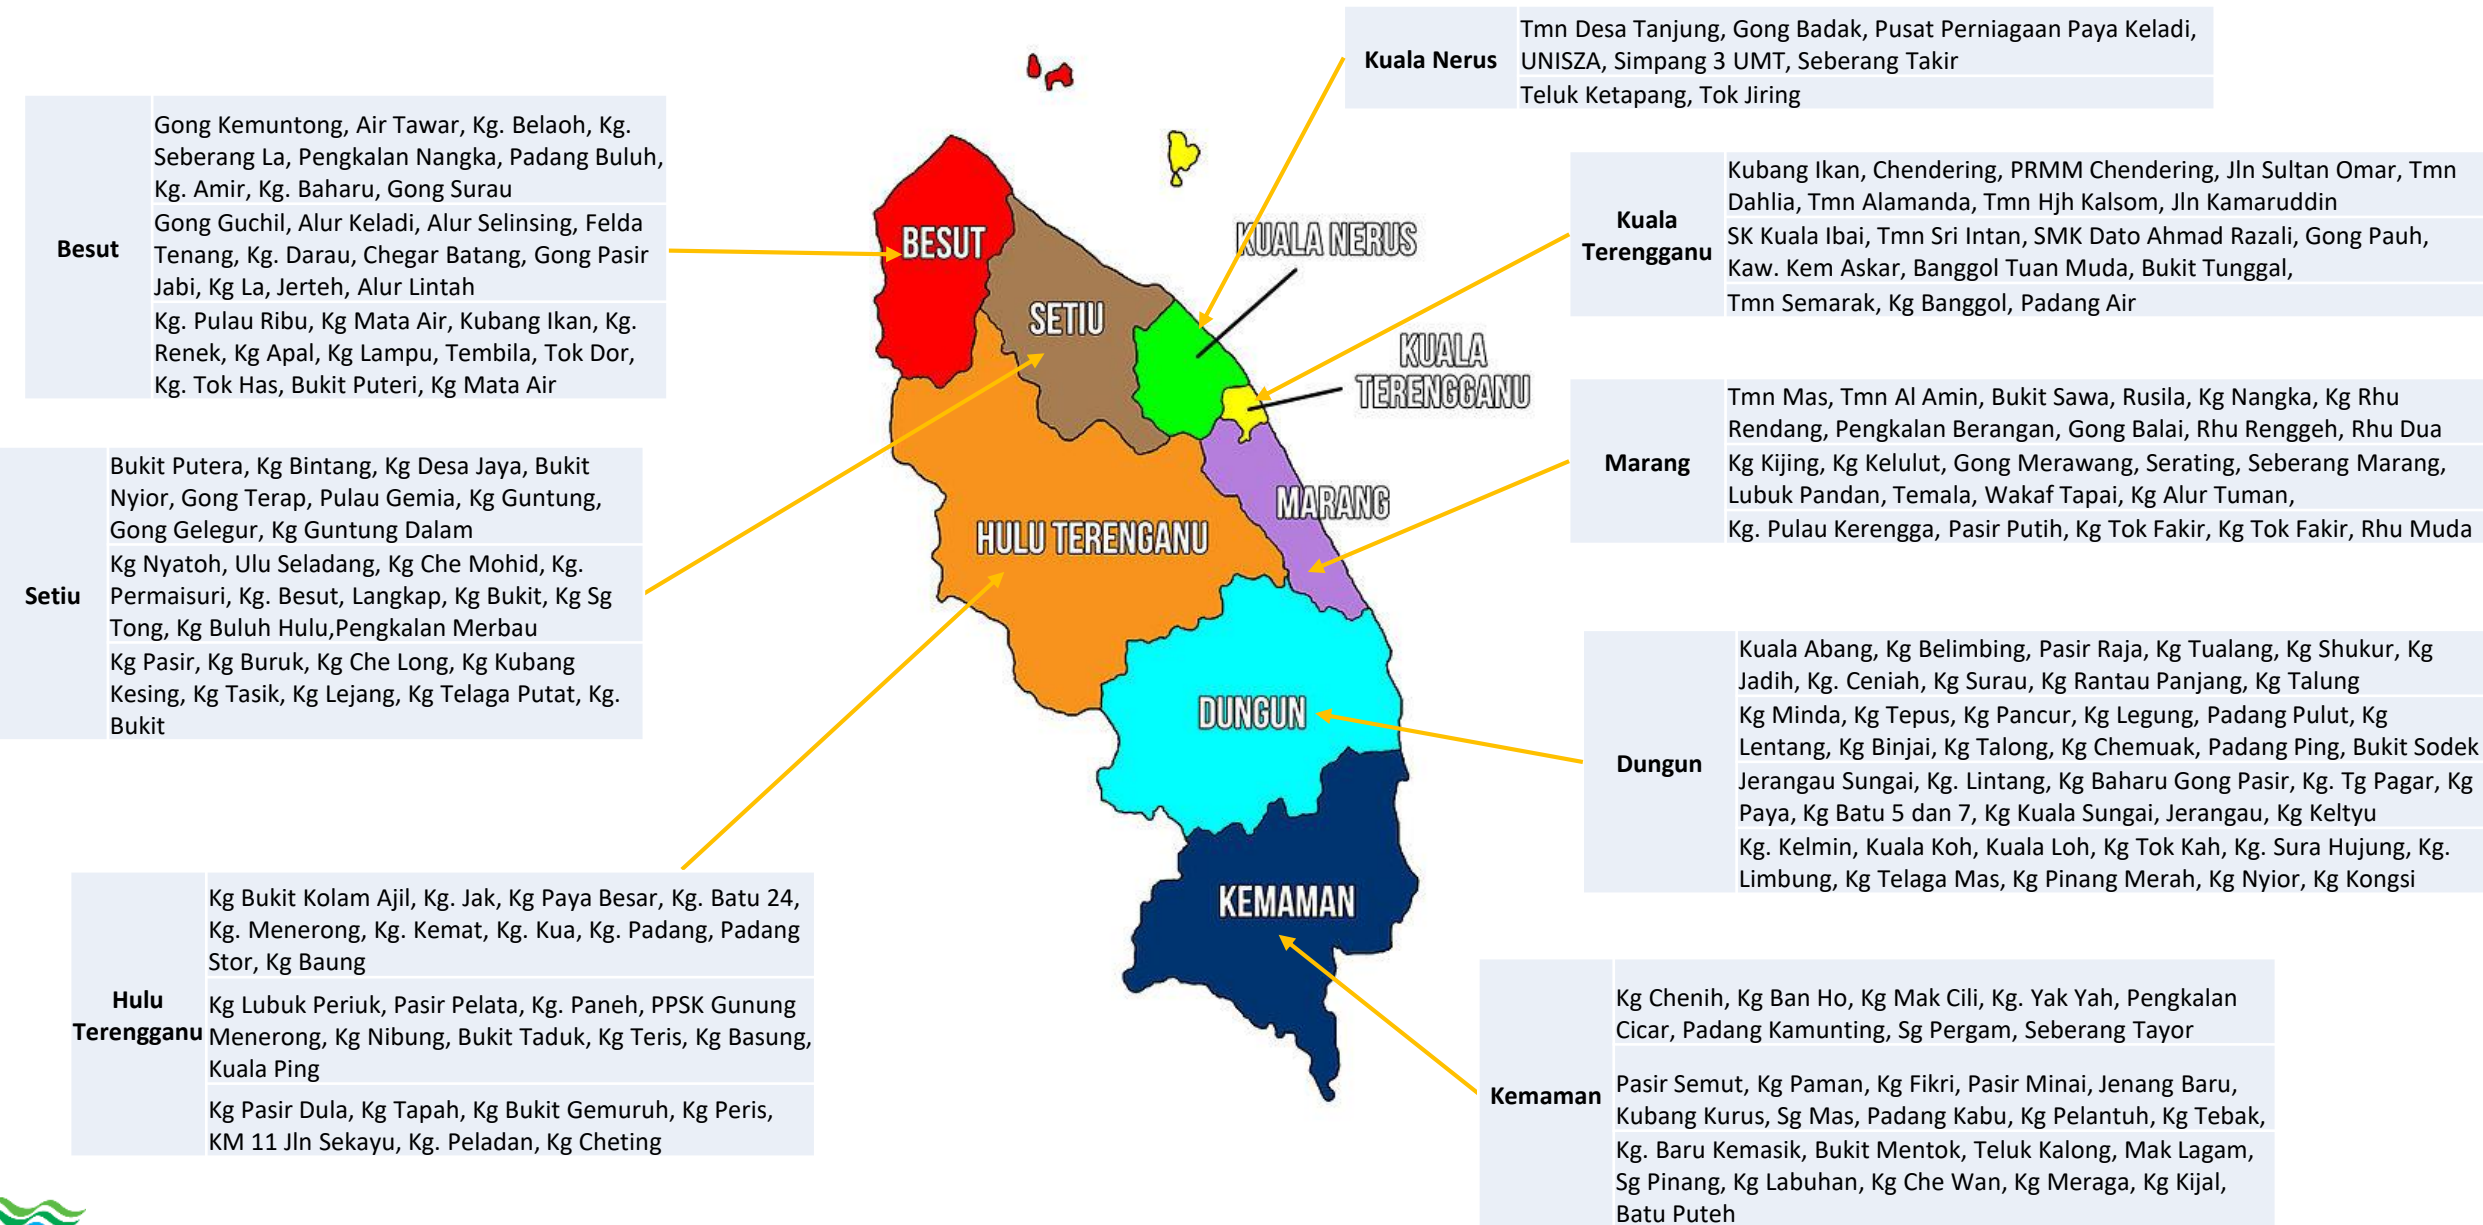 Kuala Nerus
Tmn Desa Tanjung, Gong Badak, Pusat Perniagaan Paya Keladi,
UNISZA, Simpang 3 UMT, Seberang Takir
Teluk Ketapang, Tok Jiring
Besut
Gong Kemuntong, Air Tawar, Kg. Belaoh, Kg.
Seberang La, Pengkalan Nangka, Padang Buluh,
Kg. Amir, Kg. Baharu, Gong Surau
Gong Guchil, Alur Keladi, Alur Selinsing, Felda
Tenang, Kg. Darau, Chegar Batang, Gong Pasir
Jabi, Kg La, Jerteh, Alur Lintah
Kg. Pulau Ribu, Kg Mata Air, Kubang Ikan, Kg.
Renek, Kg Apal, Kg Lampu, Tembila, Tok Dor,
Kg. Tok Has, Bukit Puteri, Kg Mata Air
Kuala
Terengganu
Kubang Ikan, Chendering, PRMM Chendering, Jln Sultan Omar, Tmn
Dahlia, Tmn Alamanda, Tmn Hjh Kalsom, Jln Kamaruddin
SK Kuala Ibai, Tmn Sri Intan, SMK Dato Ahmad Razali, Gong Pauh,
Kaw. Kem Askar, Banggol Tuan Muda, Bukit Tunggal,
Tmn Semarak, Kg Banggol, Padang Air
BESUT
SETIU
KUALA NERUS
KUALA
TERENGGANU
MARANG
HULU TERENGANU
DUNGUN
KEMAMAN
Marang
Tmn Mas, Tmn Al Amin, Bukit Sawa, Rusila, Kg Nangka, Kg Rhu
Rendang, Pengkalan Berangan, Gong Balai, Rhu Renggeh, Rhu Dua
Kg Kijing, Kg Kelulut, Gong Merawang, Serating, Seberang Marang,
Lubuk Pandan, Temala, Wakaf Tapai, Kg Alur Tuman,
Kg. Pulau Kerengga, Pasir Putih, Kg Tok Fakir, Kg Tok Fakir, Rhu Muda
Setiu
Bukit Putera, Kg Bintang, Kg Desa Jaya, Bukit
Nyior, Gong Terap, Pulau Gemia, Kg Guntung,
Gong Gelegur, Kg Guntung Dalam
Kg Nyatoh, Ulu Seladang, Kg Che Mohid, Kg.
Permaisuri, Kg. Besut, Langkap, Kg Bukit, Kg Sg
Tong, Kg Buluh Hulu,Pengkalan Merbau
Kg Pasir, Kg Buruk, Kg Che Long, Kg Kubang
Kesing, Kg Tasik, Kg Lejang, Kg Telaga Putat, Kg.
Bukit
Dungun
Kuala Abang, Kg Belimbing, Pasir Raja, Kg Tualang, Kg Shukur, Kg
Jadih, Kg. Ceniah, Kg Surau, Kg Rantau Panjang, Kg Talung
Kg Minda, Kg Tepus, Kg Pancur, Kg Legung, Padang Pulut, Kg
Lentang, Kg Binjai, Kg Talong, Kg Chemuak, Padang Ping, Bukit Sodek
Jerangau Sungai, Kg. Lintang, Kg Baharu Gong Pasir, Kg. Tg Pagar, Kg
Paya, Kg Batu 5 dan 7, Kg Kuala Sungai, Jerangau, Kg Keltyu
Kg. Kelmin, Kuala Koh, Kuala Loh, Kg Tok Kah, Kg. Sura Hujung, Kg.
Limbung, Kg Telaga Mas, Kg Pinang Merah, Kg Nyior, Kg Kongsi
Hulu
Terengganu
Kg Bukit Kolam Ajil, Kg. Jak, Kg Paya Besar, Kg. Batu 24,
Kg. Menerong, Kg. Kemat, Kg. Kua, Kg. Padang, Padang
Stor, Kg Baung
Kg Lubuk Periuk, Pasir Pelata, Kg. Paneh, PPSK Gunung
Menerong, Kg Nibung, Bukit Taduk, Kg Teris, Kg Basung,
Kuala Ping
Kg Pasir Dula, Kg Tapah, Kg Bukit Gemuruh, Kg Peris,
KM 11 Jln Sekayu, Kg. Peladan, Kg Cheting
Kemaman
Kg Chenih, Kg Ban Ho, Kg Mak Cili, Kg. Yak Yah, Pengkalan
Cicar, Padang Kamunting, Sg Pergam, Seberang Tayor
Pasir Semut, Kg Paman, Kg Fikri, Pasir Minai, Jenang Baru,
Kubang Kurus, Sg Mas, Padang Kabu, Kg Pelantuh, Kg Tebak,
Kg. Baru Kemasik, Bukit Mentok, Teluk Kalong, Mak Lagam,
Sg Pinang, Kg Labuhan, Kg Che Wan, Kg Meraga, Kg Kijal,
Batu Puteh